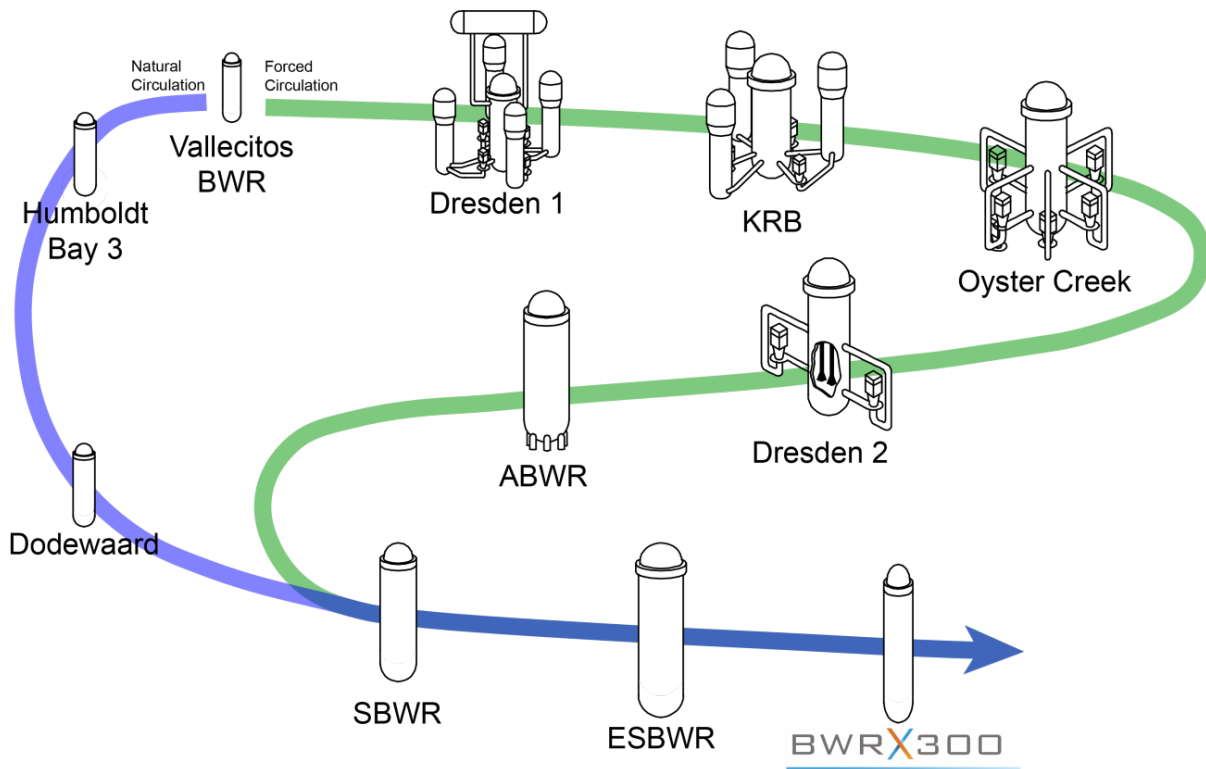 Natural
Circulation
Forced
Circulation
Vallecitos
BWR
Dresden 1
KRB
Oyster Creek
Humboldt
Bay 3
Dresden 2
ABWR
Dodewaard
SBWR
ESBWR
BWRX300